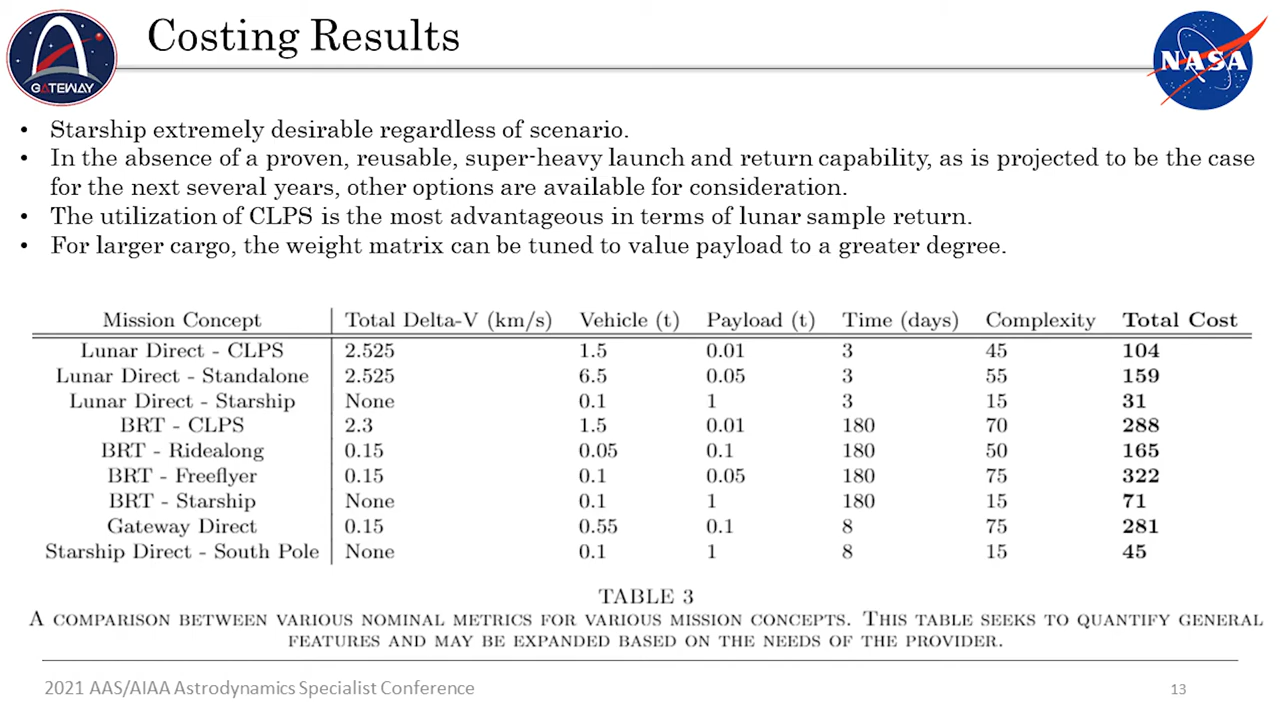 Costing Results
GATEWAY
NASA
• Starship extremely desirable regardless of scenario.
• In the absence of a proven, reusable, super-heavy launch and return capability, as is projected to be the case
for the next several years, other options are available for consideration.
• The utilization of CLPS is the most advantageous in terms of lunar sample return.
• For larger cargo, the weight matrix can be tuned to value payload to a greater degree.
Mission Concept Total Delta-V (km/s) Vehicle (t) Payload (t) Time (days) Complexity Total Cost
Lunar Direct - CLPS 2.525 1.5 0.01 3 45 104
Lunar Direct - Standalone 2.525 6.5 0.05 3 55 159
Lunar Direct - Starship None 0.1 1 3 15 31
BRT - CLPS 2.3 1.5 0.01 180 70 288
BRT - Ridealong 0.15 0.05 0.1 180 50 165
BRT - Freeflyer 0.15 0.1 0.05 180 75 322
BRT - Starship None 0.1 1 180 15 71
Gateway Direct 0.15 0.55 0.1 8 75 281
Starship Direct - South Pole None 0.1 1 8 15 45
TABLE 3
A COMPARISON BETWEEN VARIOUS NOMINAL METRICS FOR VARIOUS MISSION CONCEPTS. THIS TABLE SEEKS TO QUANTIFY GENERAL
FEATURES AND MAY BE EXPANDED BASED ON THE NEEDS OF THE PROVIDER.
2021 AAS/AIAA Astrodynamics Specialist Conference
13